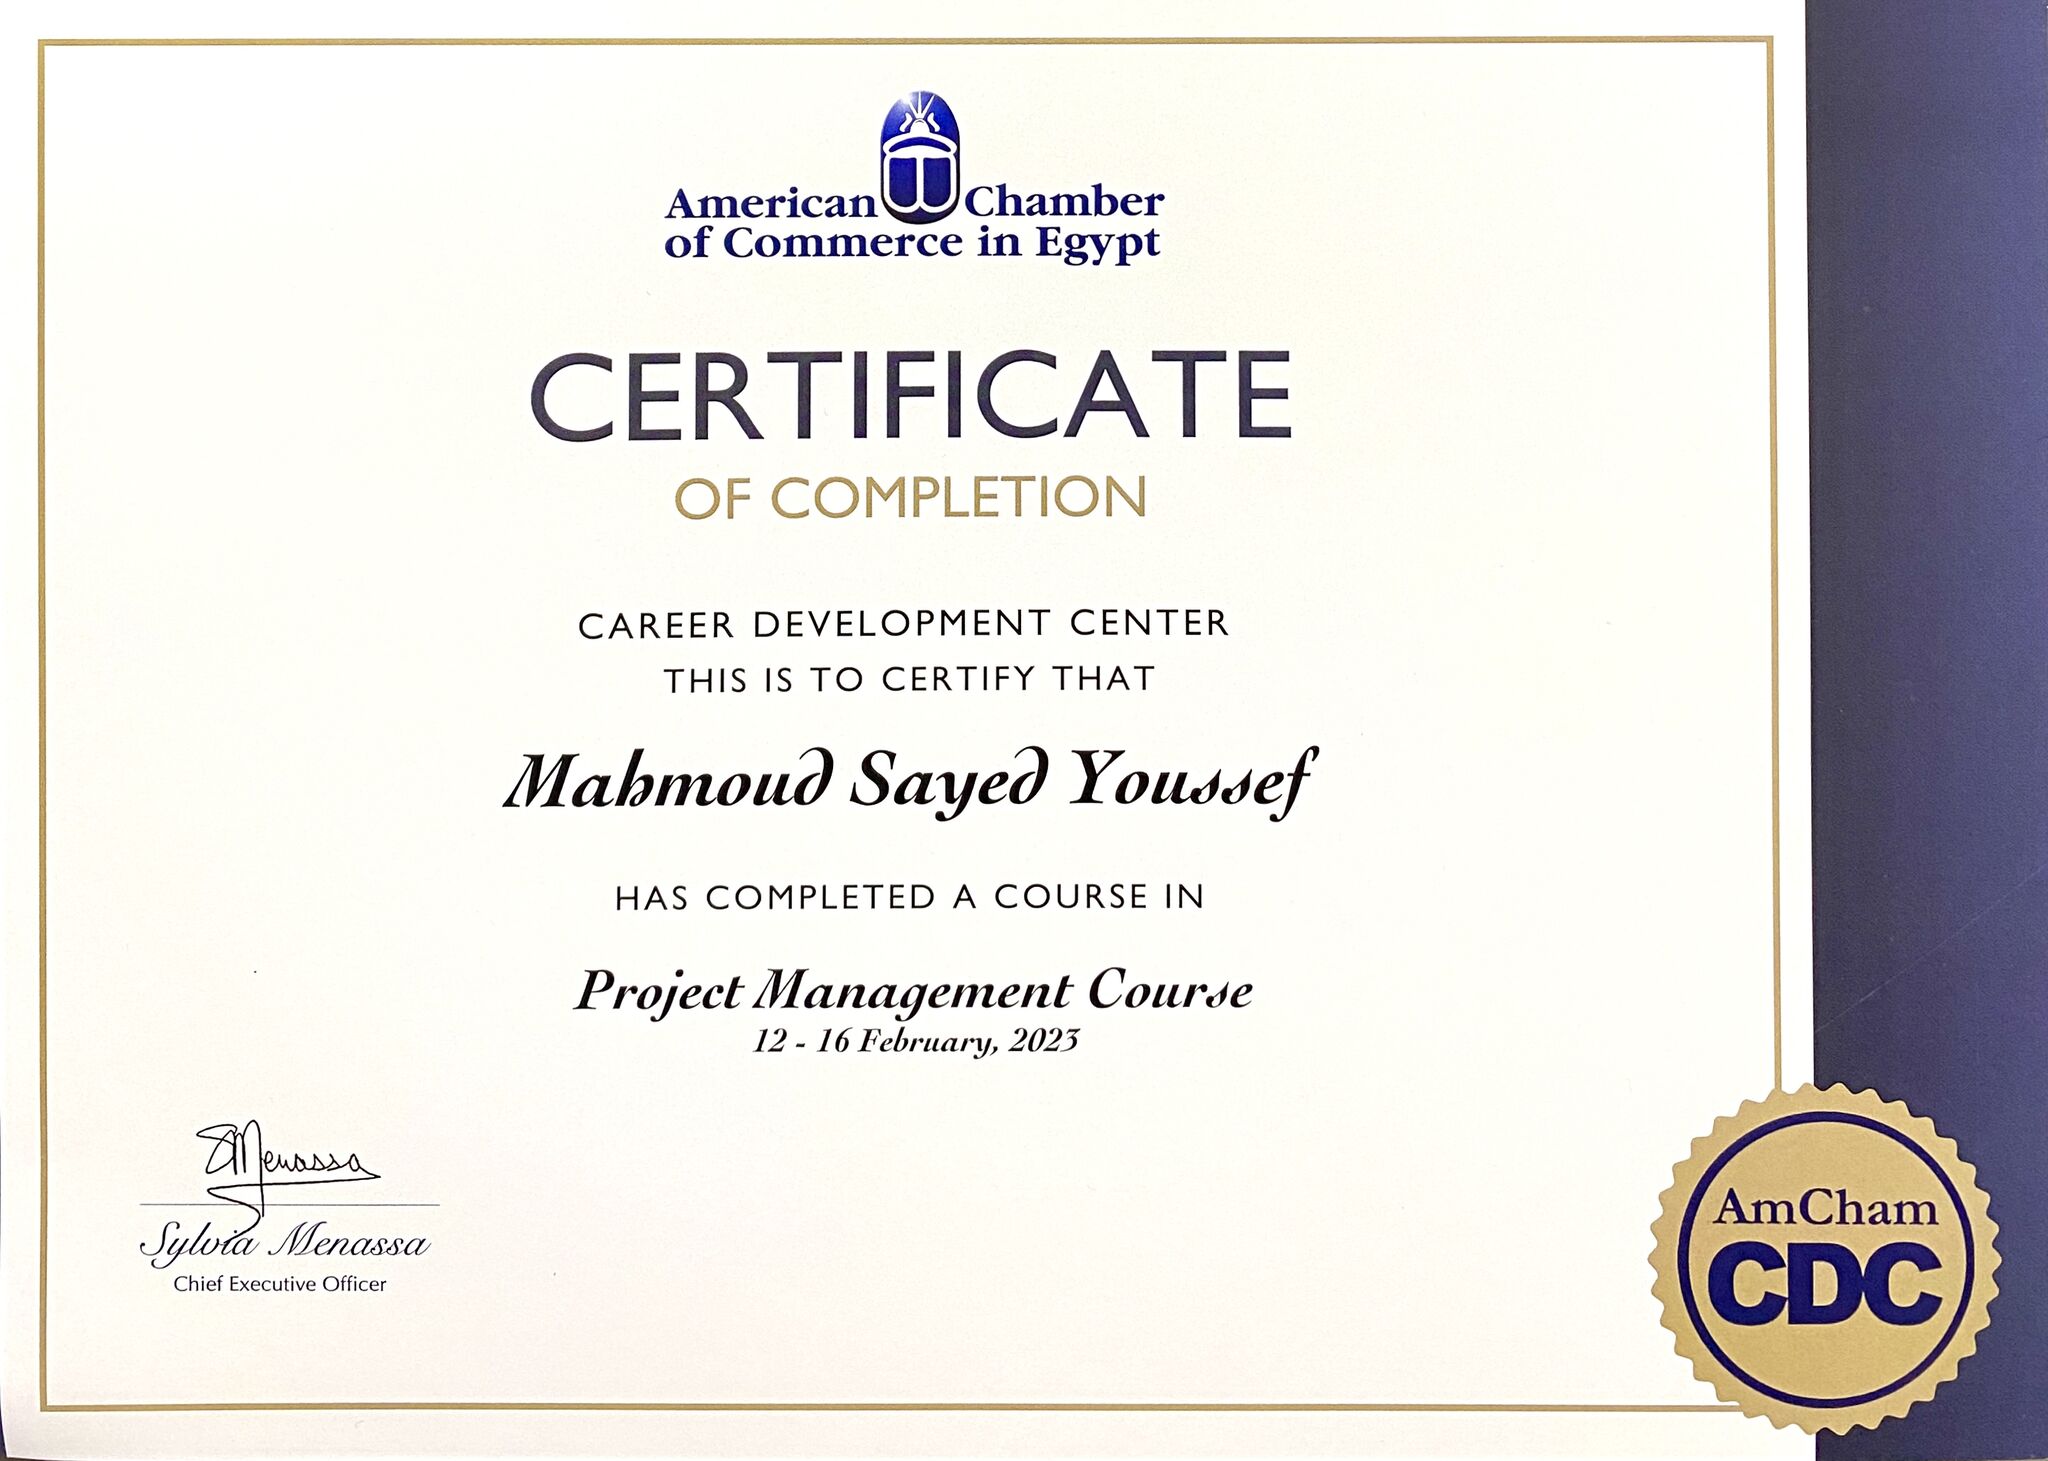 American Chamber
of Commerce in Egypt
CERTIFICATE
OF COMPLETION
CAREER DEVELOPMENT CENTER
THIS IS TO CERTIFY THAT
Mahmoud Sayed Youssef
HAS COMPLETED A COURSE IN
Project Management Course
12 - 16 February, 2023
SMenassa
Sylvia Menassa
Chief Executive Officer
AmCham
CDC